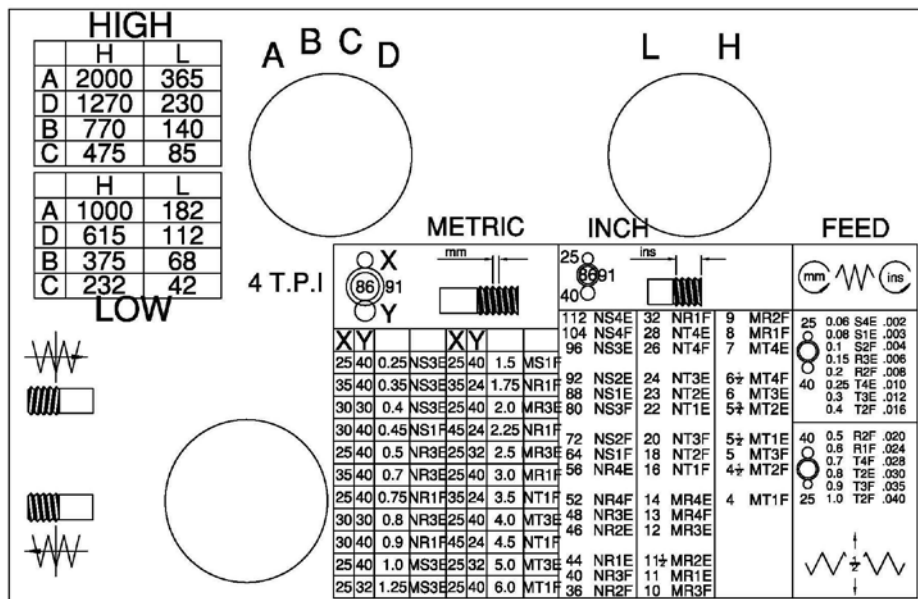 HIGH
H L
A 2000 365
D 1270 230
B 770 140
C 475 85
H L
A 1000 182
D 615 112
B 375 68
C 232 42
LOW
A B C D
L H
4 T.P.I
METRIC
X
86 91
Y
mm
X Y X Y
25 40 0.25 NS3E 25 40 1.5 MS1F
35 40 0.35 NS3E 35 24 1.75 NR1F
30 30 0.4 NS3E 25 40 2.0 MR3E
30 40 0.45 NS1F 45 24 2.25 NR1F
25 40 0.5 NR3E 25 32 2.5 MR3E
35 40 0.7 NR3E 25 40 3.0 MR1F
25 40 0.75 NR1F 35 24 3.5 NT1F
30 30 0.8 NR3E 25 40 4.0 MT3E
30 40 0.9 NR1F 45 24 4.5 NT1F
25 40 1.0 MS3E 25 32 5.0 MT3E
25 32 1.25 MS3E 25 40 6.0 MT1F
INCH
25
86 91
40
ins
112 NS4E 32 NR1F 9 MR2F
104 NS4F 28 NT4E 8 MR1F
96 NS3E 26 NT4F 7 MT4E
92 NS2E 24 NT3E 6½ MT4F
88 NS1E 23 NT2E 6 MT3E
80 NS3F 22 NT1E 5¾ MT2E
72 NS2F 20 NT3F 5½ MT1E
64 NS1F 18 NT2F 5 MT3F
56 NR4E 16 NT1F 4½ MT2F
52 NR4F 14 MR4E 4 MT1F
48 NR3E 13 MR4F
46 NR2E 12 MR3E
44 NR1E 11½ MR2E
40 NR3F 11 MR1E
36 NR2F 10 MR3F
FEED
mm ins
25 0.06 S4E .002
0.08 S1E .003
0.1 S2F .004
0.15 R3E .006
0.2 R2F .008
40 0.25 T4E .010
0.3 T3E .012
0.4 T2F .016
40 0.5 R2F .020
0.6 R1F .024
0.7 T4F .028
0.8 T2E .030
0.9 T3F .035
25 1.0 T2F .040
½